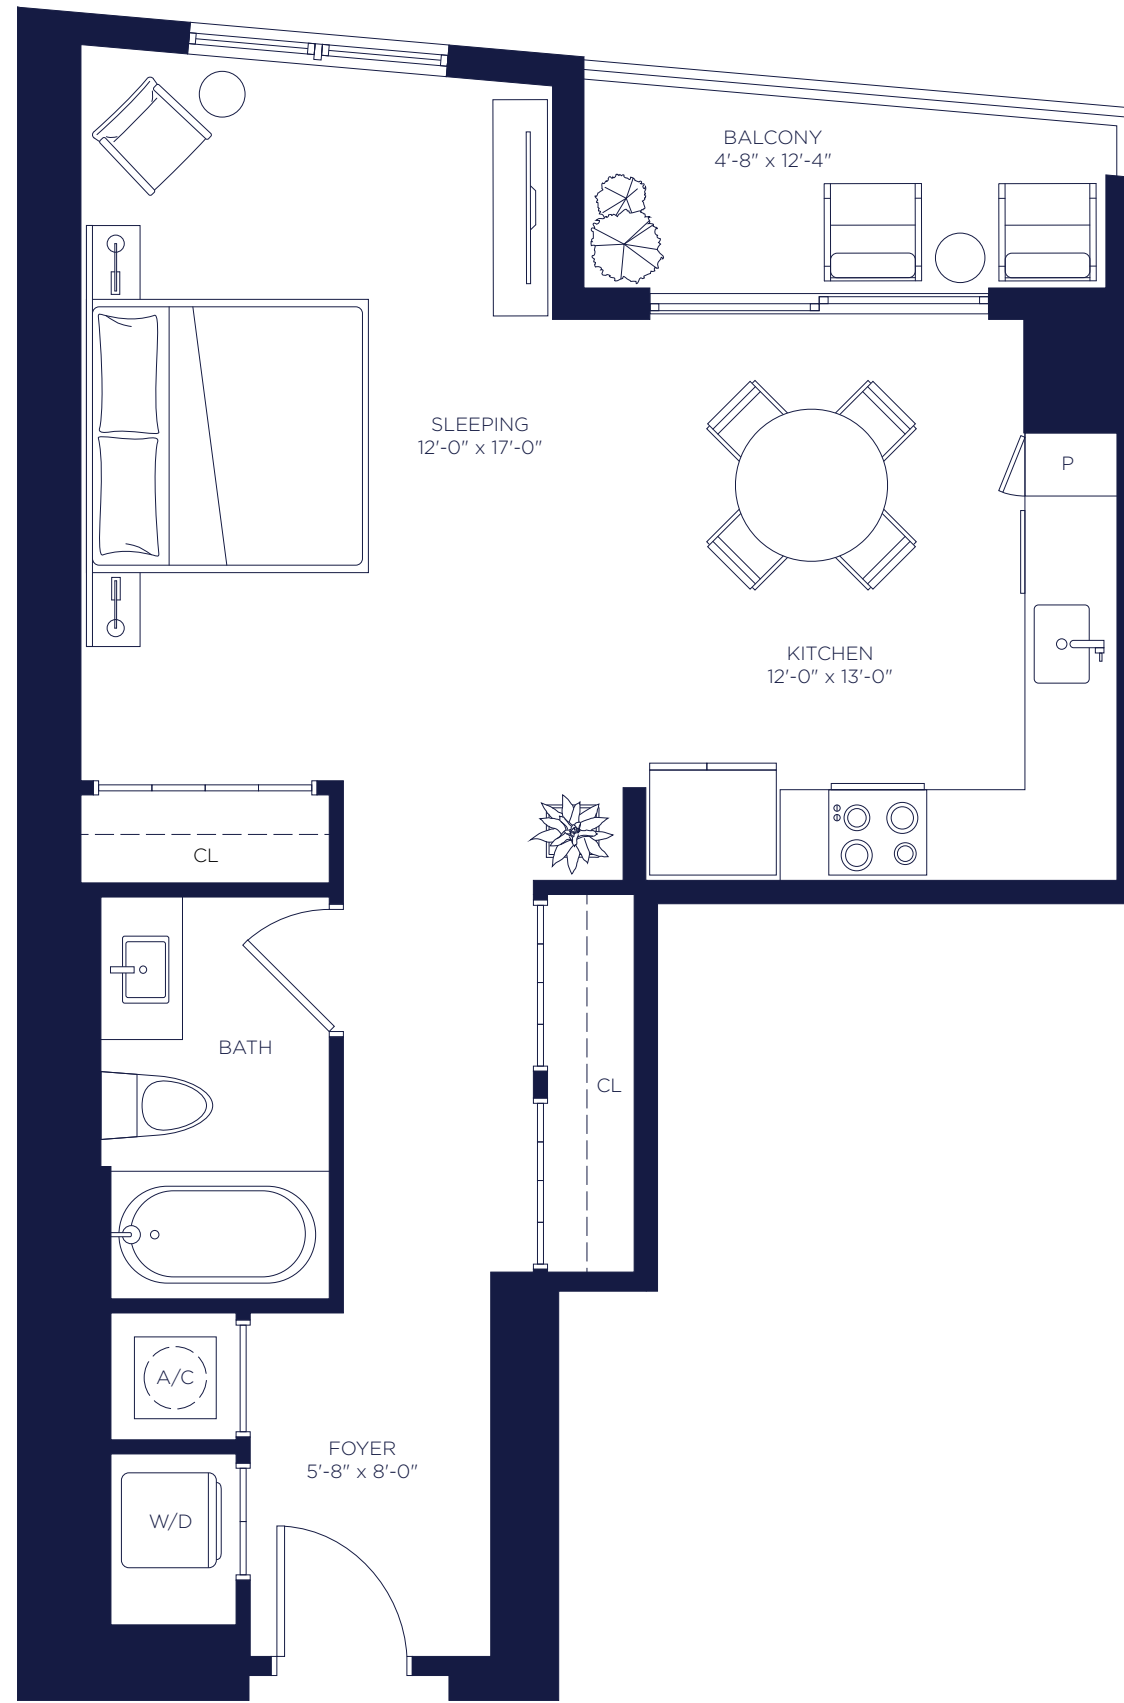 BALCONY
4'-8" x 12'-4"
SLEEPING
12'-0" x 17'-0"
P
KITCHEN
12'-0" x 13'-0"
CL
BATH
CL
A/C
FOYER
5'-8" x 8'-0"
W/D